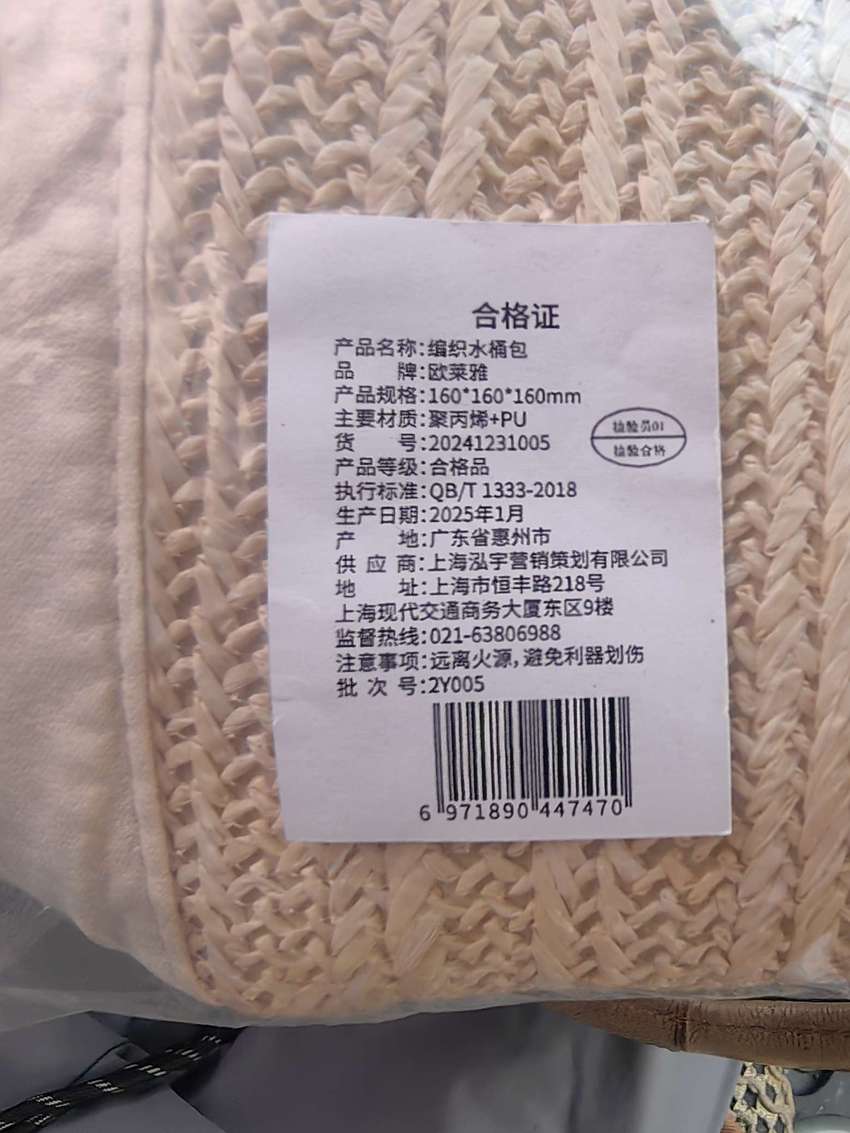 合格证
产品名称：编织水桶包
品　　牌：欧莱雅
产品规格：160*160*160mm
主要材质：聚丙烯+PU
货　　号：20241231005
检验员01
检验合格
产品等级：合格品
执行标准：QB/T 1333-2018
生产日期：2025年1月
产　　地：广东省惠州市
供 应 商：上海泓宇营销策划有限公司
地　　址：上海市恒丰路218号
上海现代交通商务大厦东区9楼
监督热线：021-63806988
注意事项：远离火源，避免利器划伤
批 次 号：2Y005
6 971890 447470